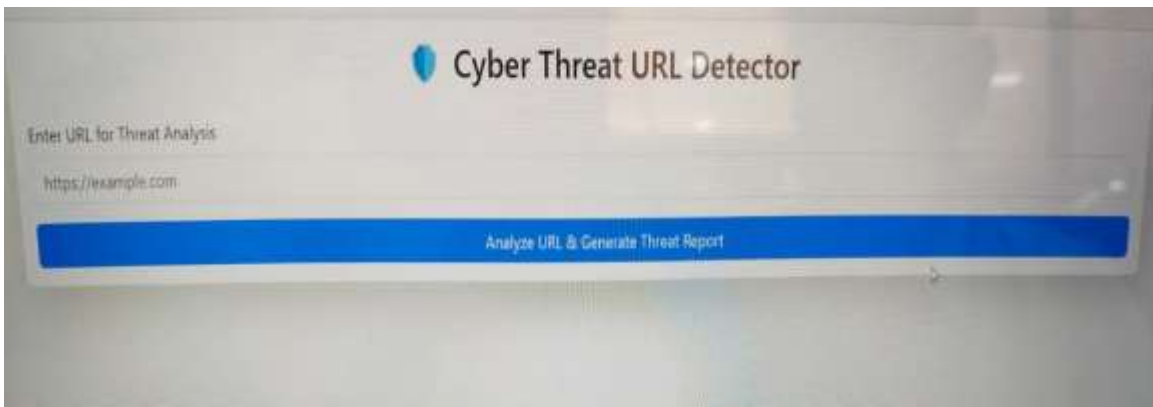 Cyber Threat URL Detector
Enter URL for Threat Analysis
https://example.com
Analyze URL & Generate Threat Report